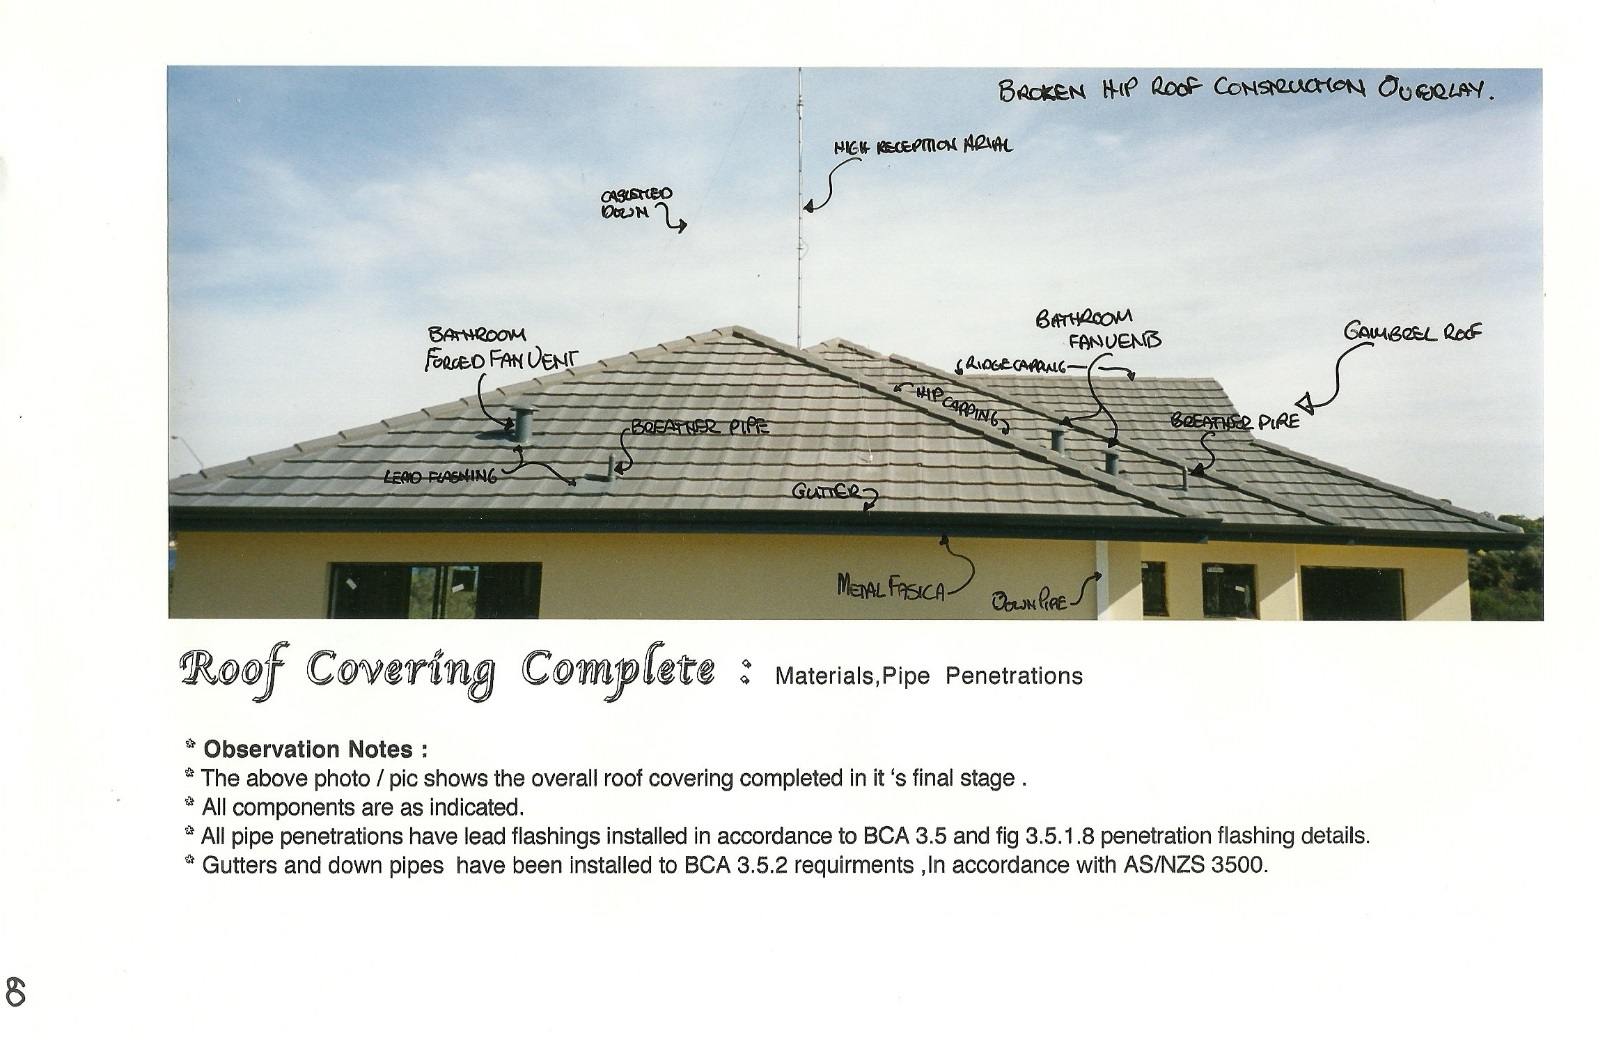 BROKEN HIP ROOF CONSTRUCTION OVERLAY.
HIGH RECEPTION ARIAL
CABLETIED
DOWN
BATHROOM
FORCED FAN VENT
BATHROOM
FAN VENTS
GAMBREL ROOF
RIDGE CAPPING
HIP CAPPING
BREATHER PIPE
BREATHER PIPE
LEAD FLASHING
GUTTER
METAL FASICA
DOWN PIPE
Roof Covering Complete : Materials,Pipe Penetrations
* Observation Notes :
* The above photo / pic shows the overall roof covering completed in it 's final stage .
* All components are as indicated.
* All pipe penetrations have lead flashings installed in accordance to BCA 3.5 and fig 3.5.1.8 penetration flashing details.
* Gutters and down pipes have been installed to BCA 3.5.2 requirments ,In accordance with AS/NZS 3500.
8